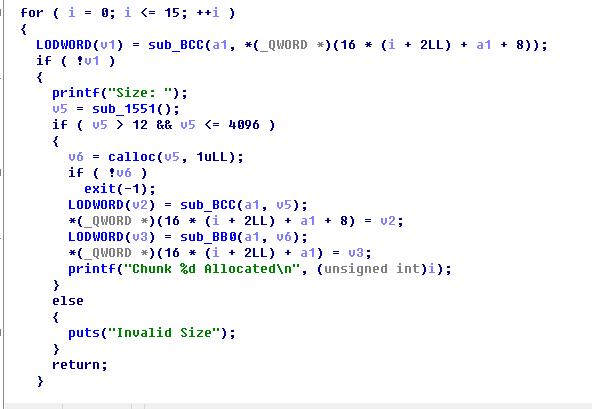 for ( i = 0; i <= 15; ++i )
{
LODWORD(v1) = sub_BCC(a1, *(_QWORD *)(16 * (i + 2LL) + a1 + 8));
if ( !v1 )
{
printf("Size: ");
v5 = sub_1551();
if ( v5 > 12 && v5 <= 4096 )
{
v6 = calloc(v5, 1uLL);
if ( !v6 )
exit(-1);
LODWORD(v2) = sub_BCC(a1, v5);
*(_QWORD *)(16 * (i + 2LL) + a1 + 8) = v2;
LODWORD(v3) = sub_BB0(a1, v6);
*(_QWORD *)(16 * (i + 2LL) + a1) = v3;
printf("Chunk %d Allocated\n", (unsigned int)i);
}
else
{
puts("Invalid Size");
}
return;
}